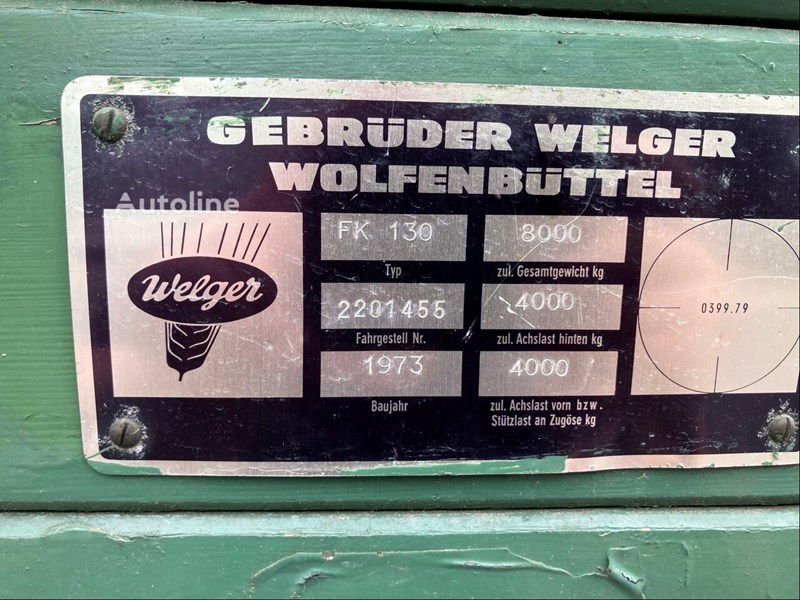 GEBRÜDER WELGER
WOLFENBÜTTEL
Autoline
Welger
FK 130
Typ
2201455
Fahrgestell Nr.
1973
Baujahr
8000
zul. Gesamtgewicht kg
4000
zul. Achslast hinten kg
4000
zul. Achslast vorn bzw.
Stützlast an Zugöse kg
0399.79